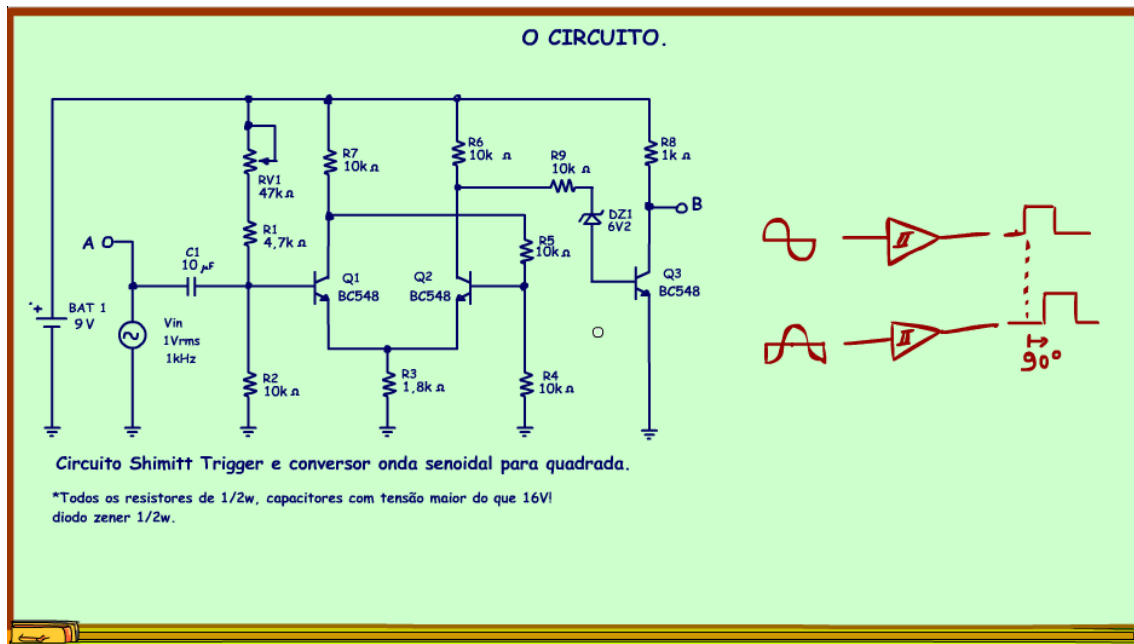 O CIRCUITO.
R7
10k Ω
R6
10k Ω
R9
10k Ω
R8
1k Ω
RV1
47k Ω
DZ1
6V2
B
A
R1
4,7k Ω
C1
10 µF
R5
10k Ω
Q1
BC548
Q2
BC548
Q3
BC548
+
BAT 1
9 V
Vin
1Vrms
1kHz
R2
10k Ω
R3
1,8k Ω
R4
10k Ω
90°
Circuito Shimitt Trigger e conversor onda senoidal para quadrada.
*Todos os resistores de 1/2w, capacitores com tensão maior do que 16V!
diodo zener 1/2w.